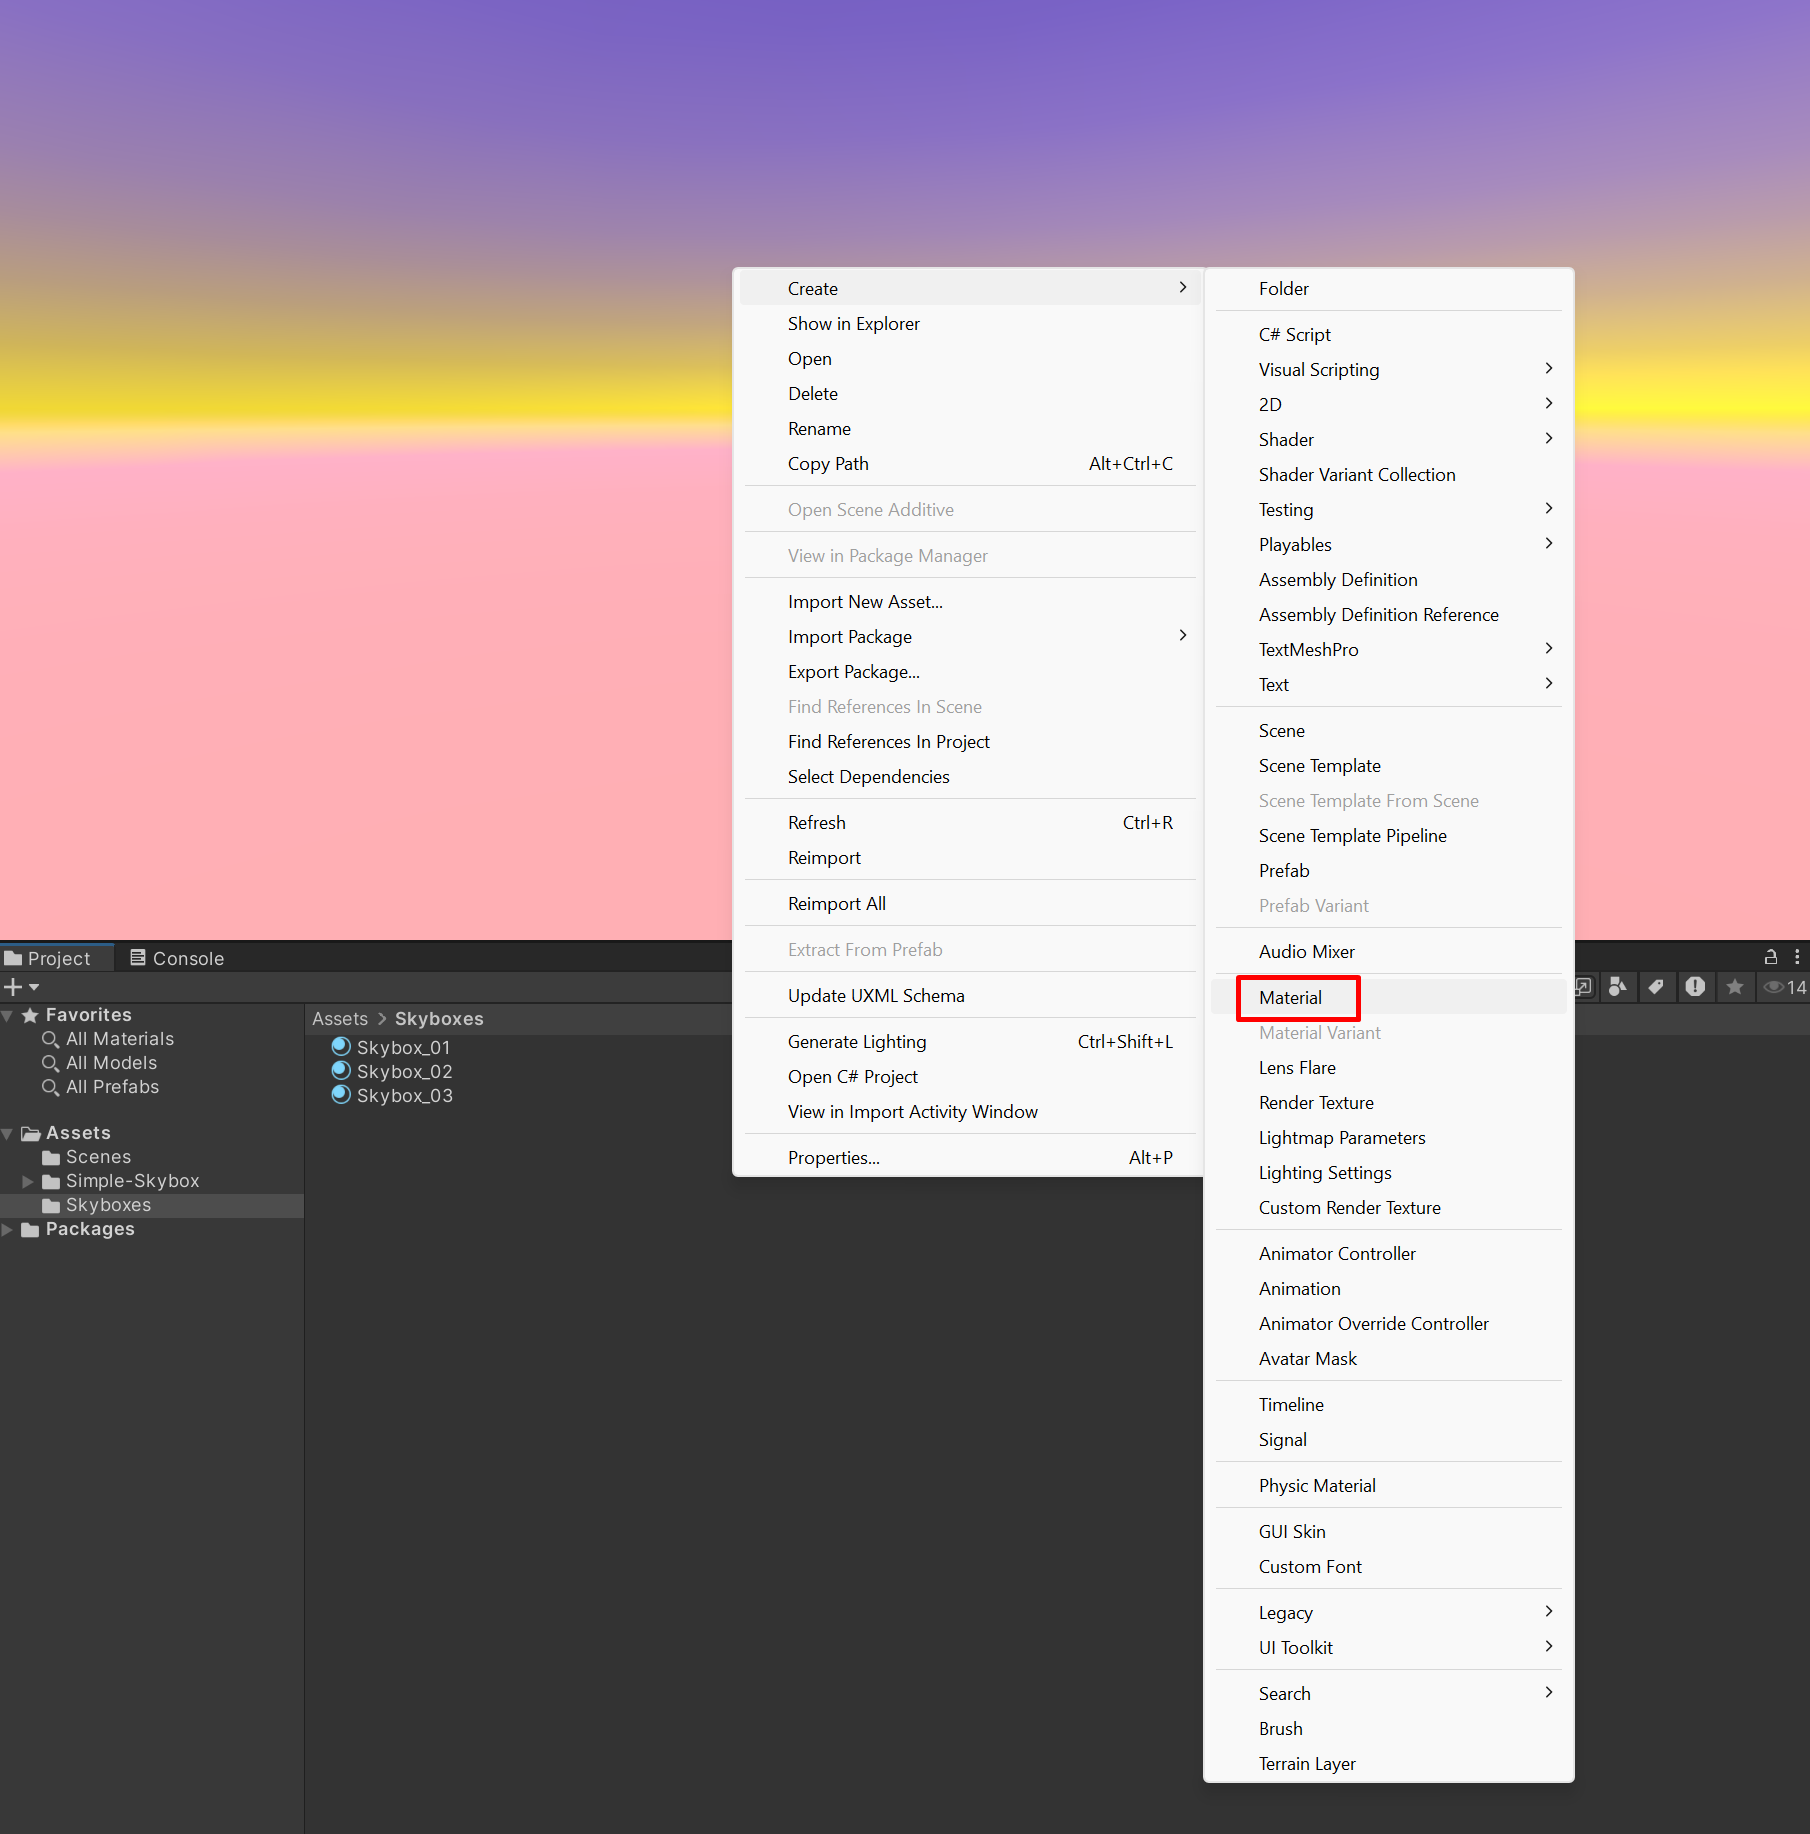 Create
Show in Explorer
Open
Delete
Rename
Copy Path Alt+Ctrl+C
Open Scene Additive
View in Package Manager
Import New Asset...
Import Package
Export Package...
Find References In Scene
Find References In Project
Select Dependencies
Refresh Ctrl+R
Reimport
Reimport All
Extract From Prefab
Update UXML Schema
Generate Lighting Ctrl+Shift+L
Open C# Project
View in Import Activity Window
Properties... Alt+P
Folder
C# Script
Visual Scripting
2D
Shader
Shader Variant Collection
Testing
Playables
Assembly Definition
Assembly Definition Reference
TextMeshPro
Text
Scene
Scene Template
Scene Template From Scene
Scene Template Pipeline
Prefab
Prefab Variant
Audio Mixer
Material
Material Variant
Lens Flare
Render Texture
Lightmap Parameters
Lighting Settings
Custom Render Texture
Animator Controller
Animation
Animator Override Controller
Avatar Mask
Timeline
Signal
Physic Material
GUI Skin
Custom Font
Legacy
UI Toolkit
Search
Brush
Terrain Layer
Project Console
14
Favorites
All Materials
All Models
All Prefabs
Assets
Scenes
Simple-Skybox
Skyboxes
Packages
Assets > Skyboxes
Skybox_01
Skybox_02
Skybox_03